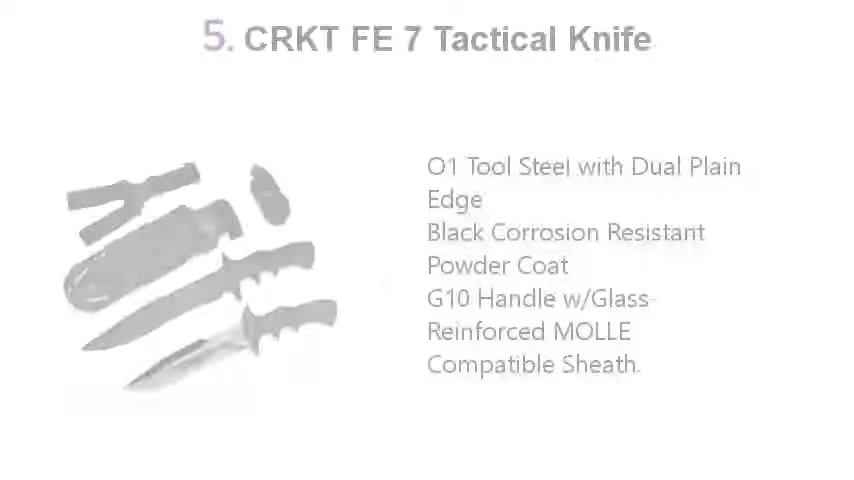 5. CRKT FE 7 Tactical Knife
O1 Tool Steel with Dual Plain
Edge
Black Corrosion Resistant
Powder Coat
G10 Handle w/Glass-
Reinforced MOLLE
Compatible Sheath.